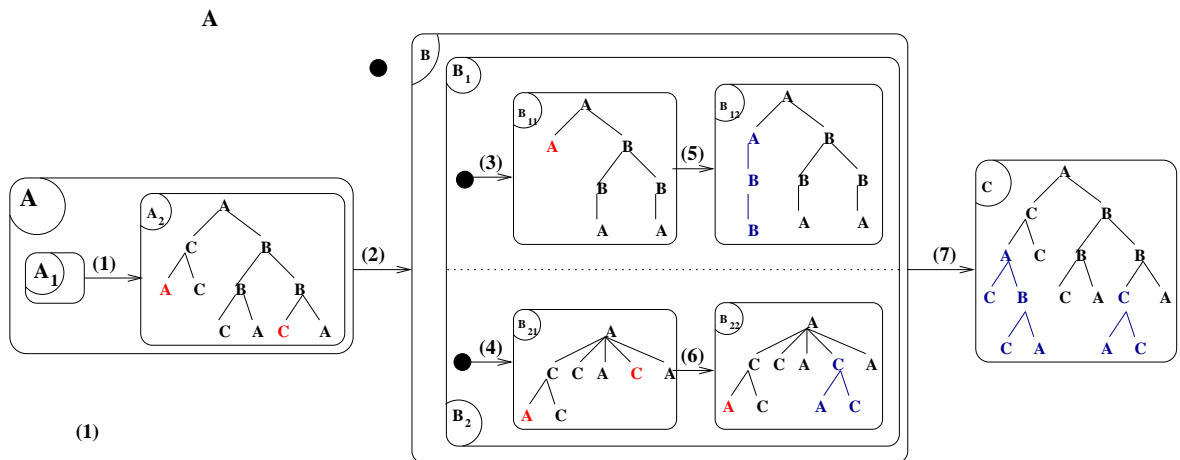 A
A
A1
(1)
A2
A
C B
A C B B
C A C A
(2)
B
B1
(3)
B11
A
A B
B B
A A
(5)
B12
A
A B
B B B
B A A
(4)
B21
A
C C A C A
A C
(6)
B22
A
C C A C A
A C A C
B2
(7)
C
A
C B
A C B B
C B C A C A
C A A C
(1)